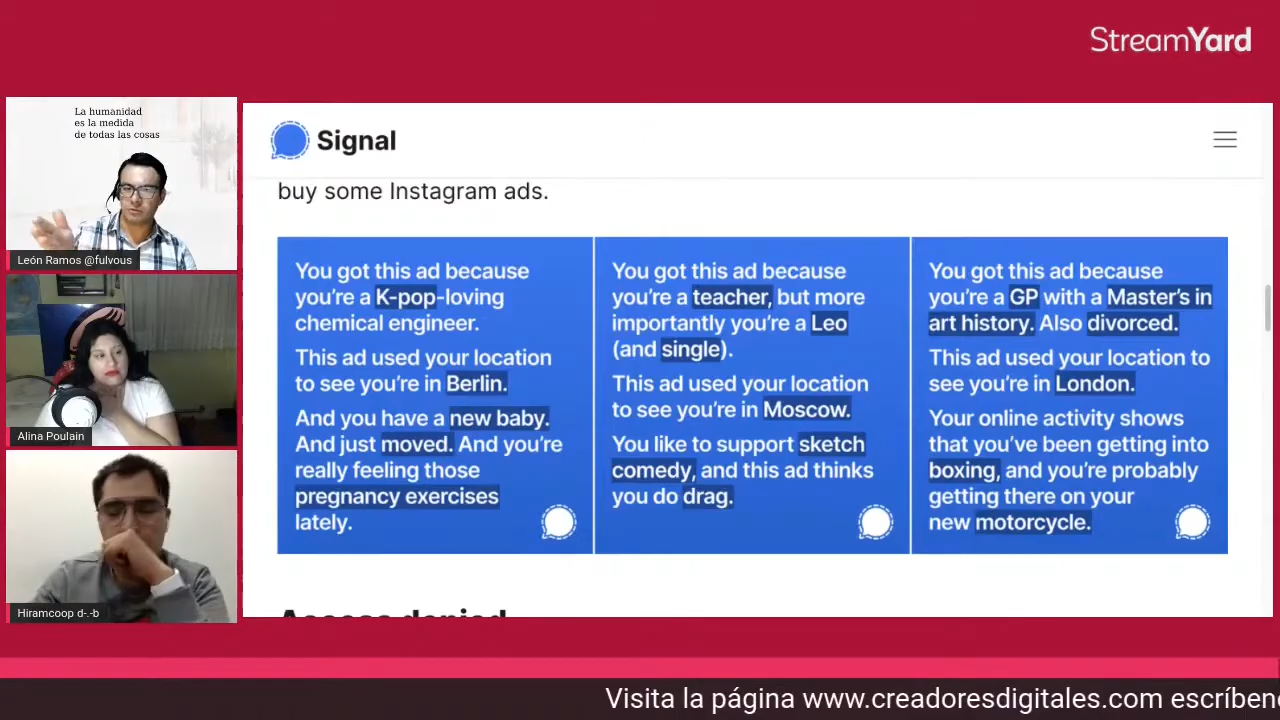 StreamYard
La humanidad
es la medida
de todas las cosas
León Ramos @fulvous
Alina Poulain
Hiramcoop d-.-b
Signal
buy some Instagram ads.
You got this ad because
you're a K-pop-loving
chemical engineer.
This ad used your location
to see you're in Berlin.
And you have a new baby.
And just moved. And you're
really feeling those
pregnancy exercises
lately.
You got this ad because
you're a teacher, but more
importantly you're a Leo
(and single).
This ad used your location
to see you're in Moscow.
You like to support sketch
comedy, and this ad thinks
you do drag.
You got this ad because
you're a GP with a Master's in
art history. Also divorced.
This ad used your location to
see you're in London.
Your online activity shows
that you've been getting into
boxing, and you're probably
getting there on your
new motorcycle.
Access denied
Visita la página www.creadoresdigitales.com escríben